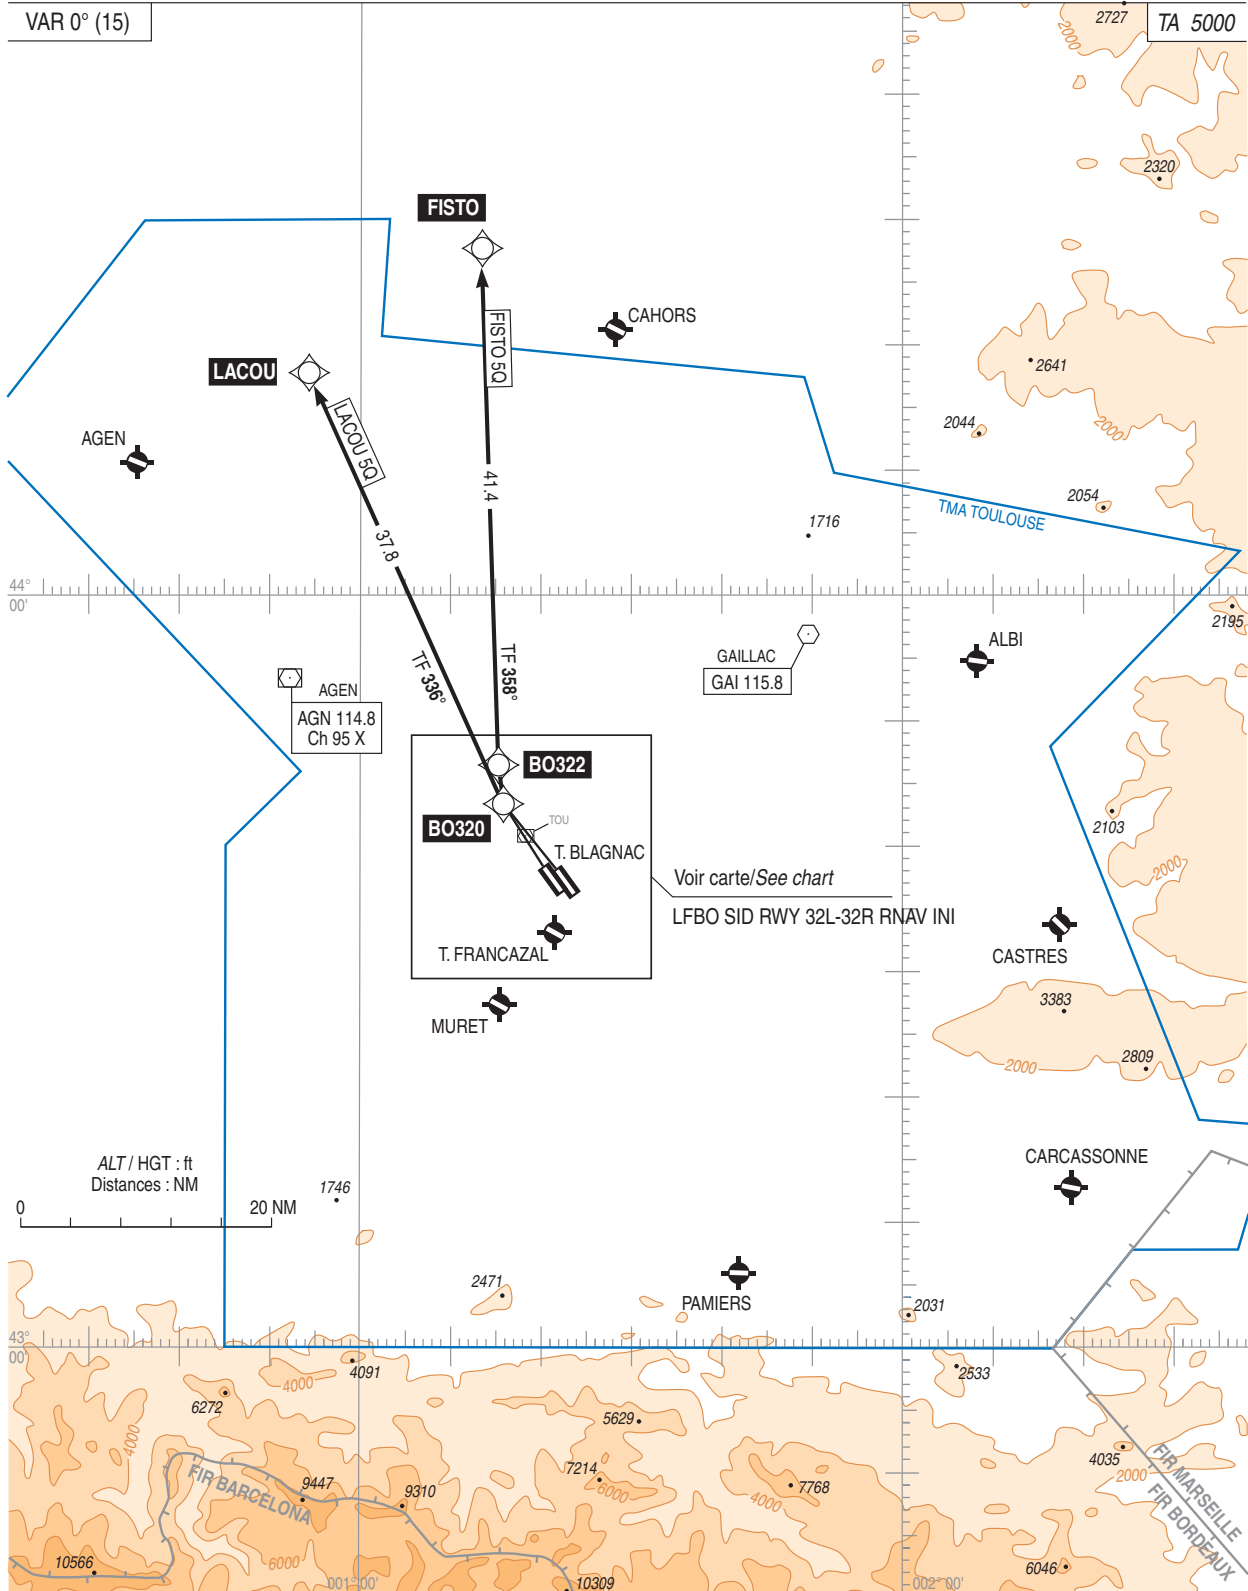 VAR 0° (15)
2727
TA 5000
2000
2320
FISTO
CAHORS
FISTO 5Q
2641
LACOU
LACOU 5Q
2044
2000
AGEN
41.4
2054
TMA TOULOUSE
1716
37.8
44°
00'
2195
ALBI
GAILLAC
GAI 115.8
TF 336°
TF 358°
AGEN
AGN 114.8
Ch 95 X
BO322
BO320
TOU
2103
T. BLAGNAC
2000
Voir carte/See chart
LFBO SID RWY 32L-32R RNAV INI
T. FRANCAZAL
CASTRES
3383
MURET
2809
2000
CARCASSONNE
ALT / HGT : ft
Distances : NM
1746
0
20 NM
2471
PAMIERS
2031
43°
00'
4091
2533
4000
6272
5629
4000
4035
FIR MARSEILLE
FIR BORDEAUX
2000
7214
6000
7768
4000
FIR BARCELONA
9447
9310
10566
6000
6046
001° 00'
10309
002° 00'